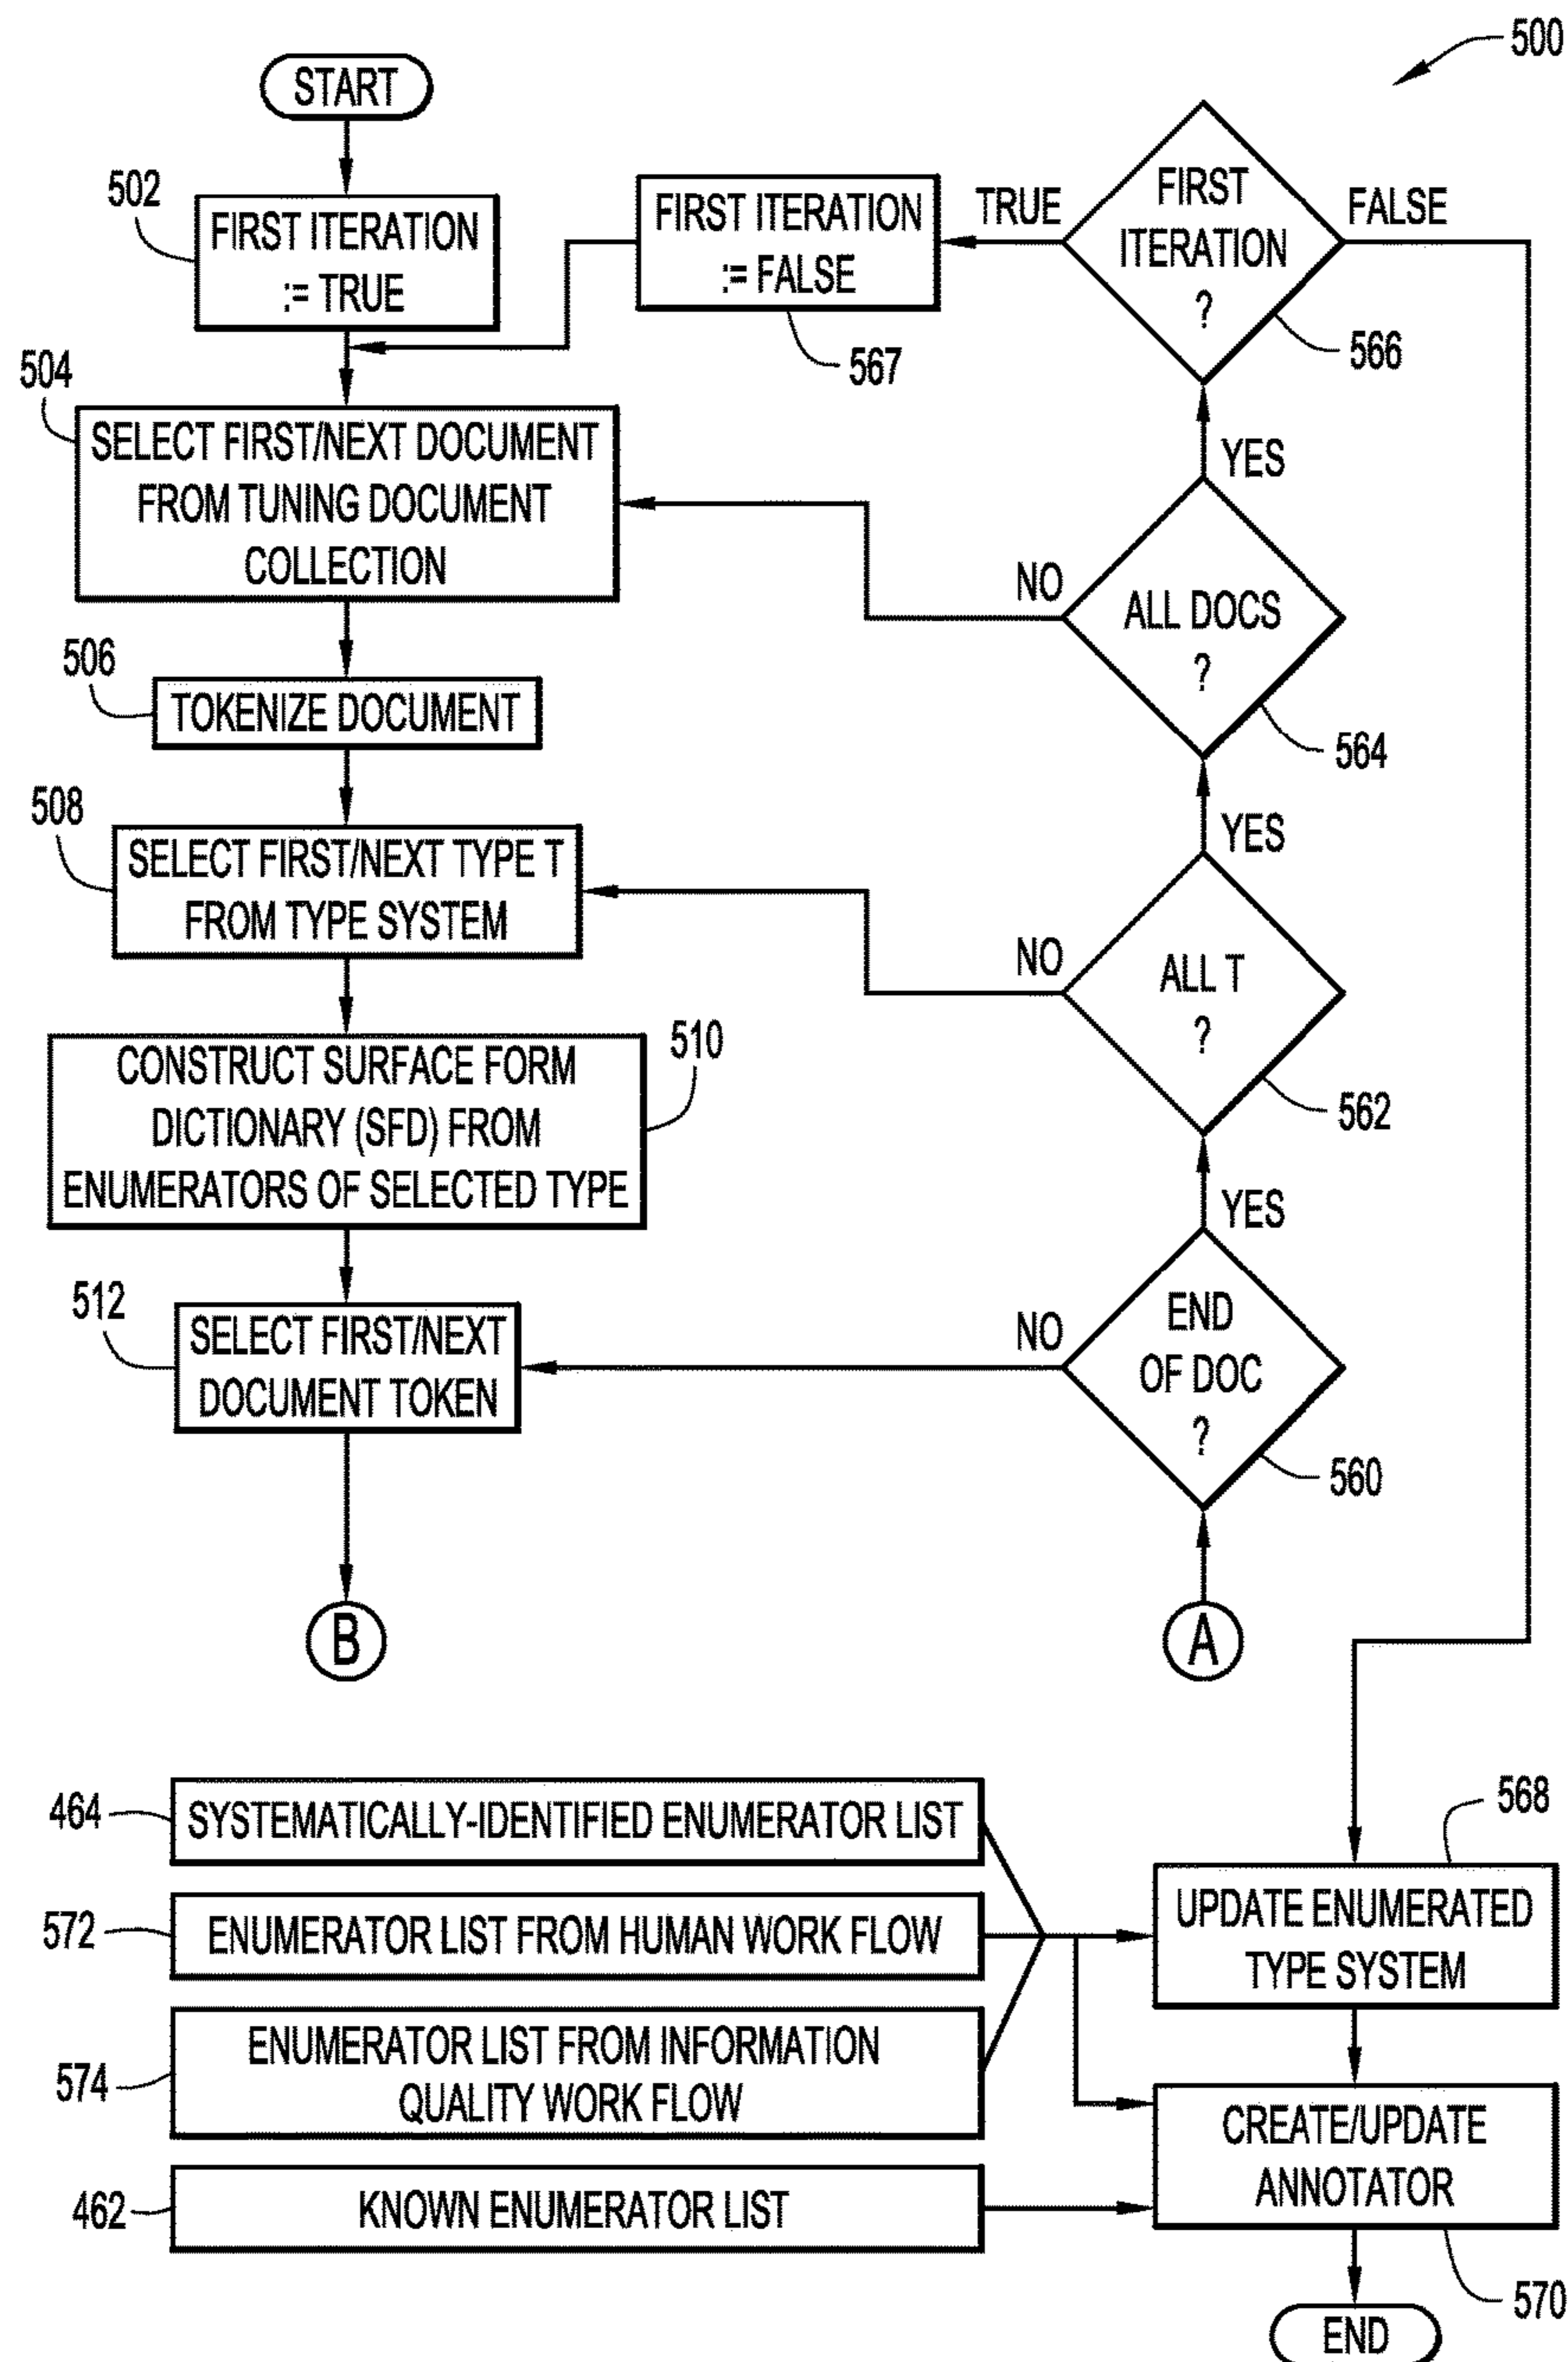 500
START
502
FIRST ITERATION
:= TRUE
FIRST ITERATION
:= FALSE
567
TRUE
FIRST
ITERATION
?
FALSE
566
504
SELECT FIRST/NEXT DOCUMENT
FROM TUNING DOCUMENT
COLLECTION
YES
NO
ALL DOCS
?
564
506
TOKENIZE DOCUMENT
508
SELECT FIRST/NEXT TYPE T
FROM TYPE SYSTEM
YES
NO
ALL T
?
562
510
CONSTRUCT SURFACE FORM
DICTIONARY (SFD) FROM
ENUMERATORS OF SELECTED TYPE
YES
512
SELECT FIRST/NEXT
DOCUMENT TOKEN
NO
END
OF DOC
?
560
B
A
464
SYSTEMATICALLY-IDENTIFIED ENUMERATOR LIST
572
ENUMERATOR LIST FROM HUMAN WORK FLOW
574
ENUMERATOR LIST FROM INFORMATION
QUALITY WORK FLOW
462
KNOWN ENUMERATOR LIST
568
UPDATE ENUMERATED
TYPE SYSTEM
CREATE/UPDATE
ANNOTATOR
570
END